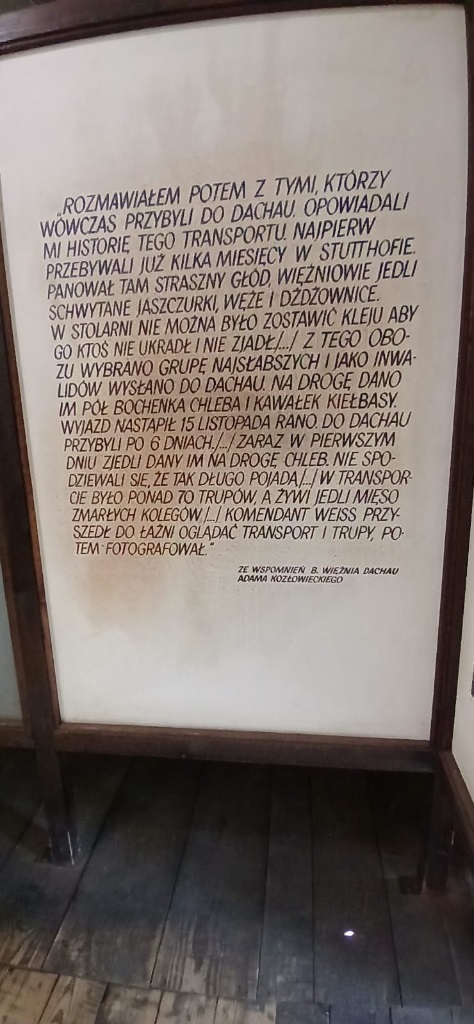 „ROZMAWIAŁEM POTEM Z TYMI, KTÓRZY
WÓWCZAS PRZYBYLI DO DACHAU. OPOWIADALI
MI HISTORIĘ TEGO TRANSPORTU. NAJPIERW
PRZEBYWALI JUŻ KILKA MIESIĘCY W STUTTHOFIE.
PANOWAŁ TAM STRASZNY GŁÓD, WIĘŹNIOWIE JEDLI
SCHWYTANE JASZCZURKI, WĘŻE I DŻDŻOWNICE.
W STOLARNI NIE MOŻNA BYŁO ZOSTAWIĆ KLEJU ABY
GO KTOŚ NIE UKRADŁ I NIE ZJADŁ/.../ Z TEGO OBO-
ZU WYBRANO GRUPĘ NAJSŁABSZYCH I JAKO INWA-
LIDÓW WYSŁANO DO DACHAU. NA DROGĘ DANO
IM PÓŁ BOCHENKA CHLEBA I KAWAŁEK KIEŁBASY.
WYJAZD NASTĄPIŁ 15 LISTOPADA RANO. DO DACHAU
PRZYBYLI PO 6 DNIACH./.../ ZARAZ W PIERWSZYM
DNIU ZJEDLI DANY IM NA DROGĘ CHLEB. NIE SPO-
DZIEWALI SIĘ, ŻE TAK DŁUGO POJADĄ/.../ W TRANSPOR-
CIE BYŁO PONAD 70 TRUPÓW, A ŻYWI JEDLI MIĘSO
ZMARŁYCH KOLEGÓW/.../ KOMENDANT WEISS PRZY-
SZEDŁ DO ŁAŹNI OGLĄDAĆ TRANSPORT I TRUPY, PO-
TEM FOTOGRAFOWAŁ."
ZE WSPOMNIEŃ B. WIĘŹNIA DACHAU
ADAMA KOZŁOWIECKIEGO